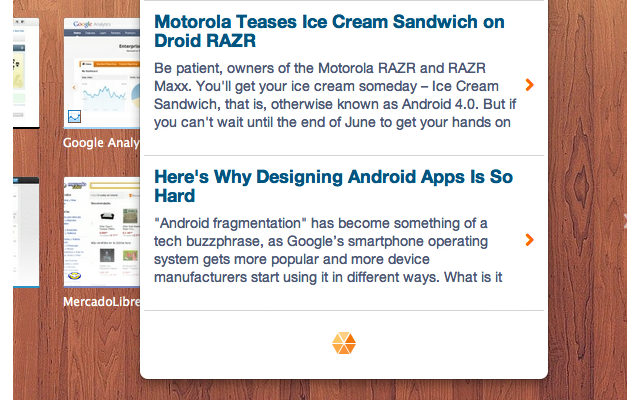 Motorola Teases Ice Cream Sandwich on
Droid RAZR
Be patient, owners of the Motorola RAZR and RAZR
Maxx. You'll get your ice cream someday – Ice Cream
Sandwich, that is, otherwise known as Android 4.0. But if
you can't wait until the end of June to get your hands on
Google Analy
Here's Why Designing Android Apps Is So
Hard
"Android fragmentation" has become something of a
tech buzzphrase, as Google's smartphone operating
system gets more popular and more device
manufacturers start using it in different ways. What is it
MercadoLibre